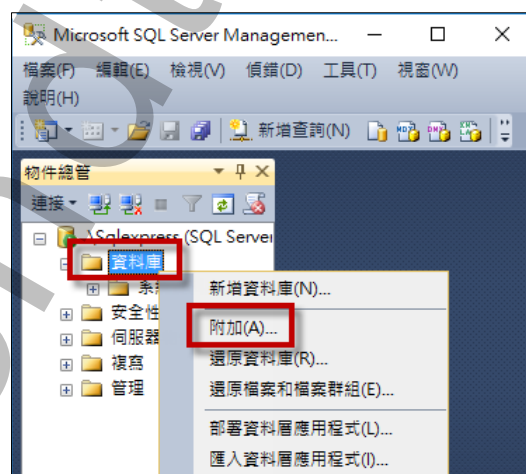 Microsoft SQL Server Managemen...
檔案(F) 編輯(E) 檢視(V) 偵錯(D) 工具(T) 視窗(W)
說明(H)
新增查詢(N)
物件總管
連接
.\Sqlexpress (SQL Server
資料庫
安全性
伺服器
複寫
管理
新增資料庫(N)...
附加(A)...
還原資料庫(R)...
還原檔案和檔案群組(E)...
部署資料層應用程式(L)...
匯入資料層應用程式(I)...